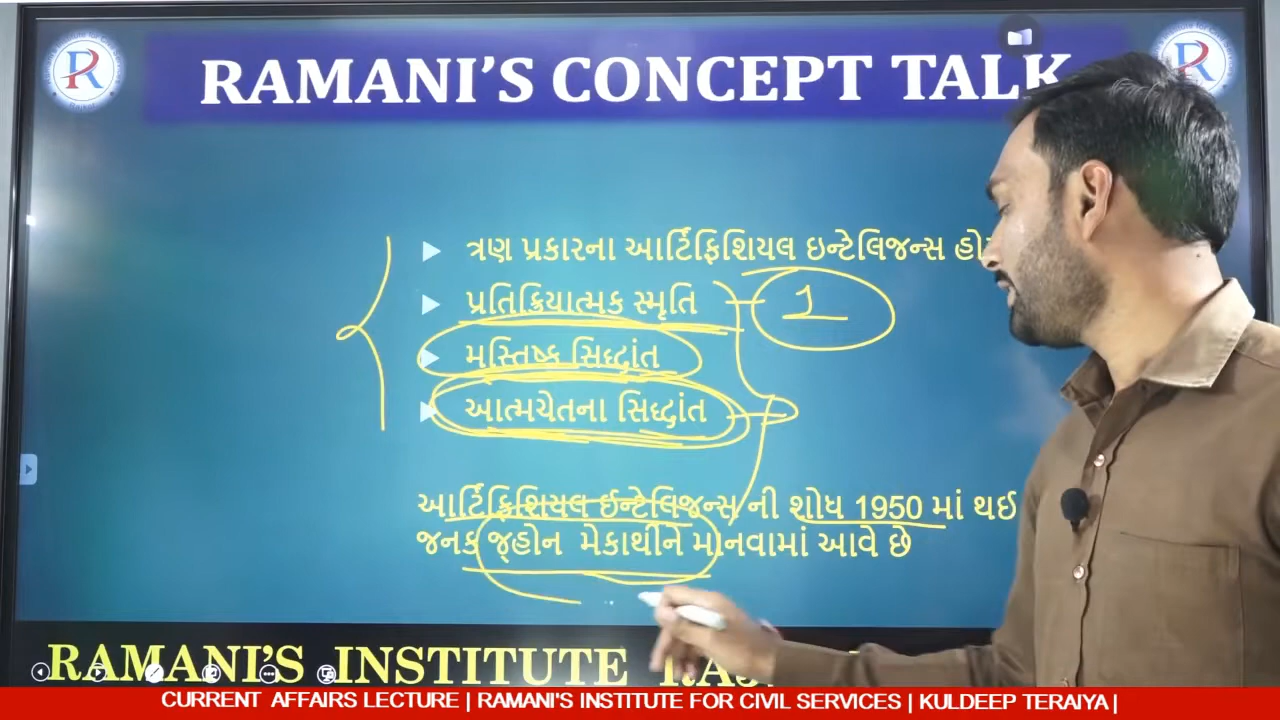 RAMANI'S CONCEPT TALK
ત્રણ પ્રકારના આર્ટિફિશિયલ ઇન્ટેલિજન્સ
પ્રતિક્રિયાત્મક સ્મૃતિ
1
મસ્તિષ્ક સિદ્ધાંત
આત્મચેતના સિદ્ધાંત
આર્ટિફિશિયલ ઈન્ટેલિજન્સ ની શોધ 1950 માં થઈ
જનક જ્હોન મેકાર્થીને માનવામાં આવે છે
RAMANI'S INSTITUTE
CURRENT AFFAIRS LECTURE | RAMANI'S INSTITUTE FOR CIVIL SERVICES | KULDEEP TERAIYA |